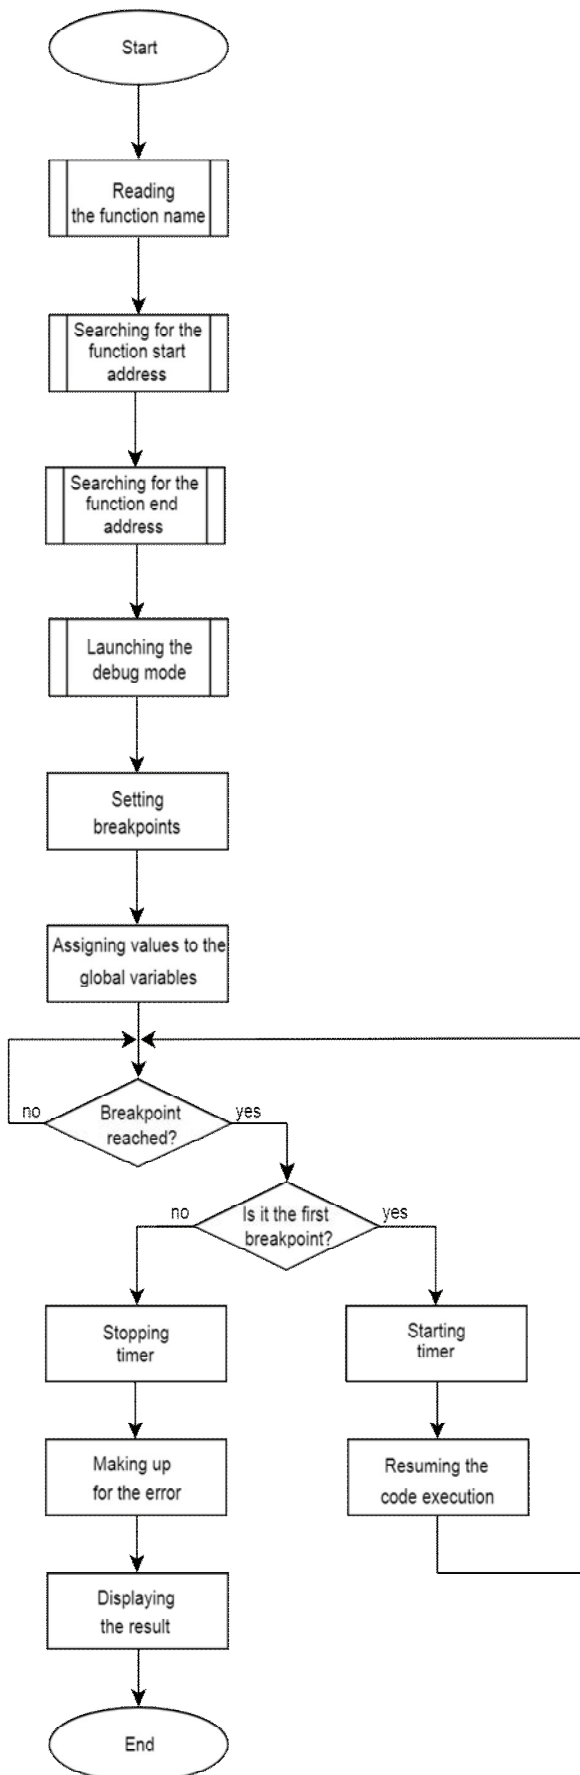 Start
Reading
the function name
Searching for the
function start
address
Searching for the
function end
address
Launching the
debug mode
Setting
breakpoints
Assigning values to the
global variables
no
Breakpoint
reached?
yes
no
Is it the first
breakpoint?
yes
Stopping
timer
Starting
timer
Making up
for the error
Resuming the
code execution
Displaying
the result
End